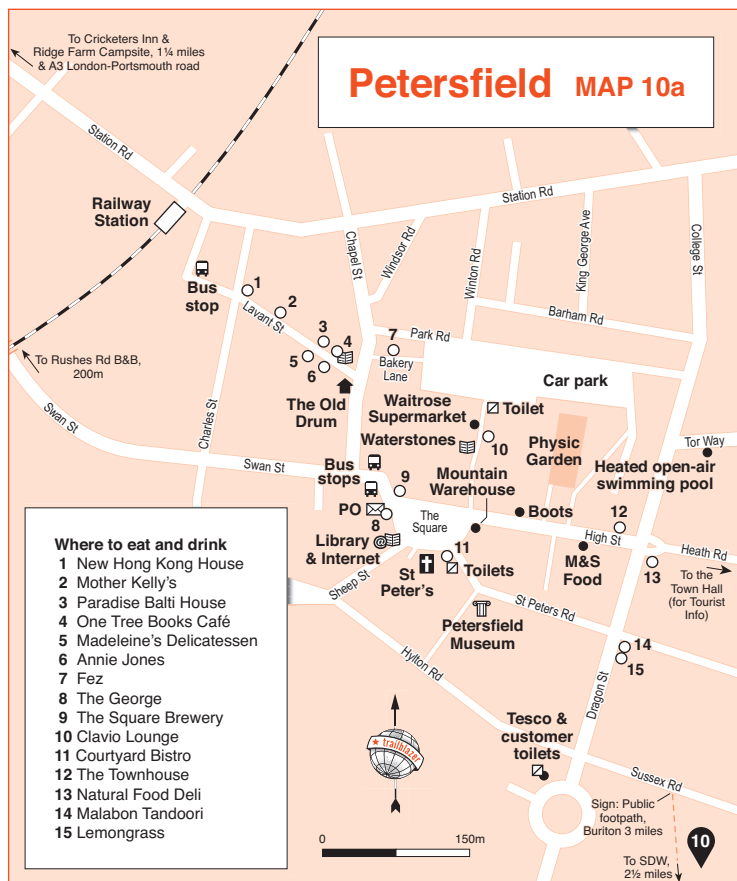 To Cricketers Inn &
Ridge Farm Campsite, 1¼ miles
& A3 London-Portsmouth road
Petersfield MAP 10a
Station Rd
Railway
Station
Station Rd
College St
Chapel St
Windsor Rd
Winton Rd
King George Ave
Barham Rd
Bus
stop
1
2
Lavant St
3
4
5
6
7
Park Rd
Bakery
Lane
Car park
To Rushes Rd B&B,
200m
The Old
Drum
Waitrose
Supermarket
Toilet
Waterstones
10
Physic
Garden
Tor Way
Heated open-air
swimming pool
Swan St
Charles St
Swan St
Bus
stops
9
Mountain
Warehouse
12
PO
8
The
Square
Boots
High St
Library @
& Internet
11
M&S
Food
13
Heath Rd
St
Peter's
Toilets
To the
Town Hall
(for Tourist
Info)
Sheep St
St Peters Rd
Petersfield
Museum
14
15
Hylton Rd
Dragon St
Tesco &
customer
toilets
Sussex Rd
Sign: Public
footpath,
Buriton 3 miles
10
To SDW,
2½ miles
trailblazer
0 150m
Where to eat and drink
1 New Hong Kong House
2 Mother Kelly's
3 Paradise Balti House
4 One Tree Books Café
5 Madeleine's Delicatessen
6 Annie Jones
7 Fez
8 The George
9 The Square Brewery
10 Clavio Lounge
11 Courtyard Bistro
12 The Townhouse
13 Natural Food Deli
14 Malabon Tandoori
15 Lemongrass